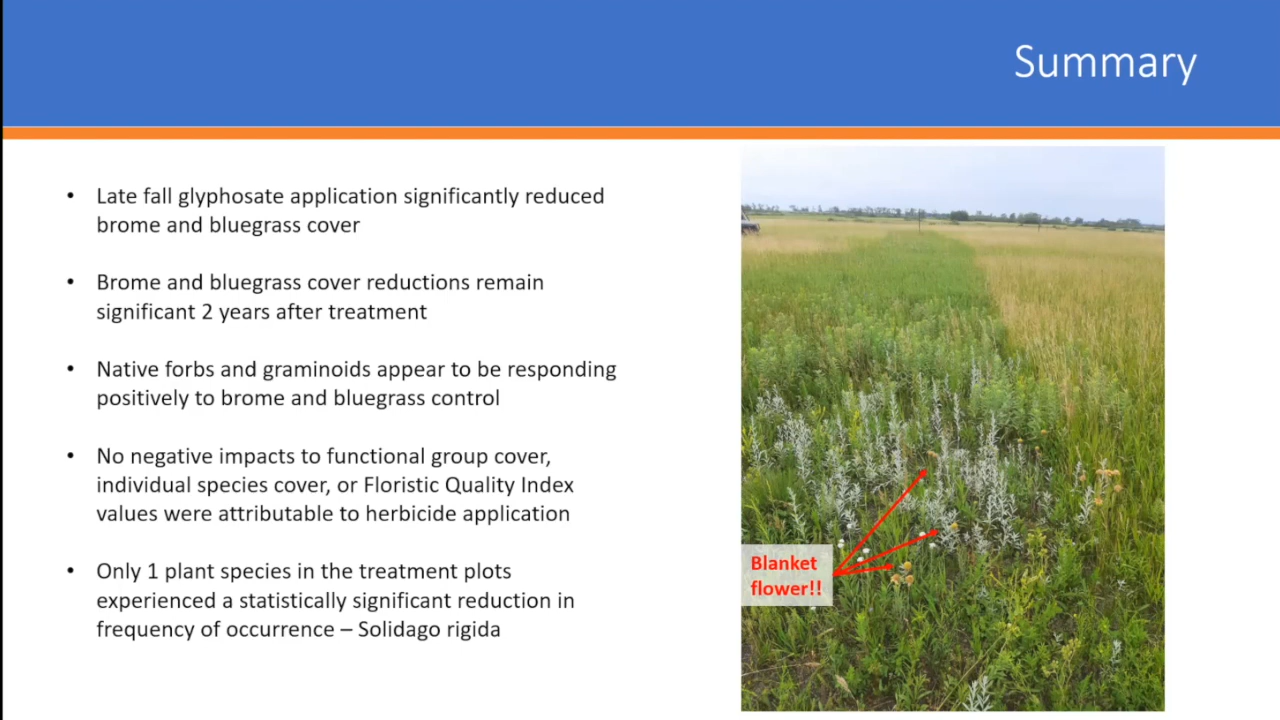 Summary
• Late fall glyphosate application significantly reduced
brome and bluegrass cover
• Brome and bluegrass cover reductions remain
significant 2 years after treatment
• Native forbs and graminoids appear to be responding
positively to brome and bluegrass control
• No negative impacts to functional group cover,
individual species cover, or Floristic Quality Index
values were attributable to herbicide application
• Only 1 plant species in the treatment plots
experienced a statistically significant reduction in
frequency of occurrence – Solidago rigida
Blanket
flower!!